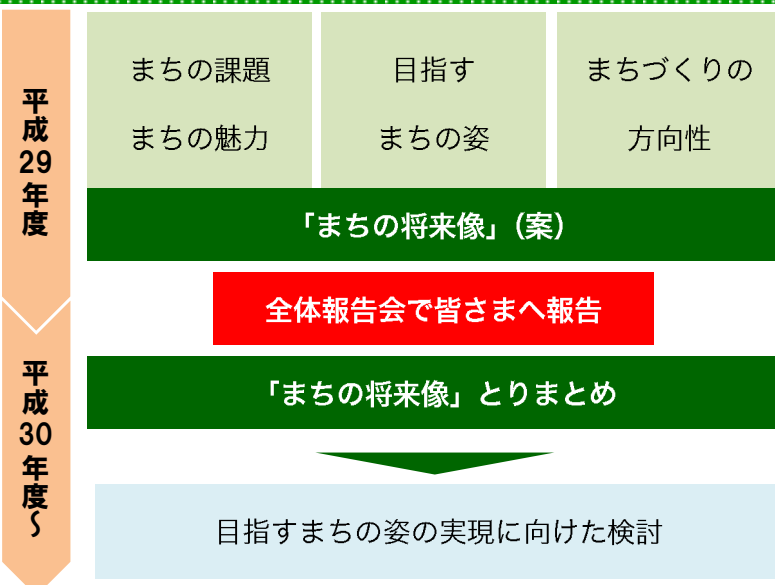 平成29年度
まちの課題
まちの魅力
目指す
まちの姿
まちづくりの
方向性
「まちの将来像」（案）
全体報告会で皆さまへ報告
平成30年度～
「まちの将来像」とりまとめ
目指すまちの姿の実現に向けた検討